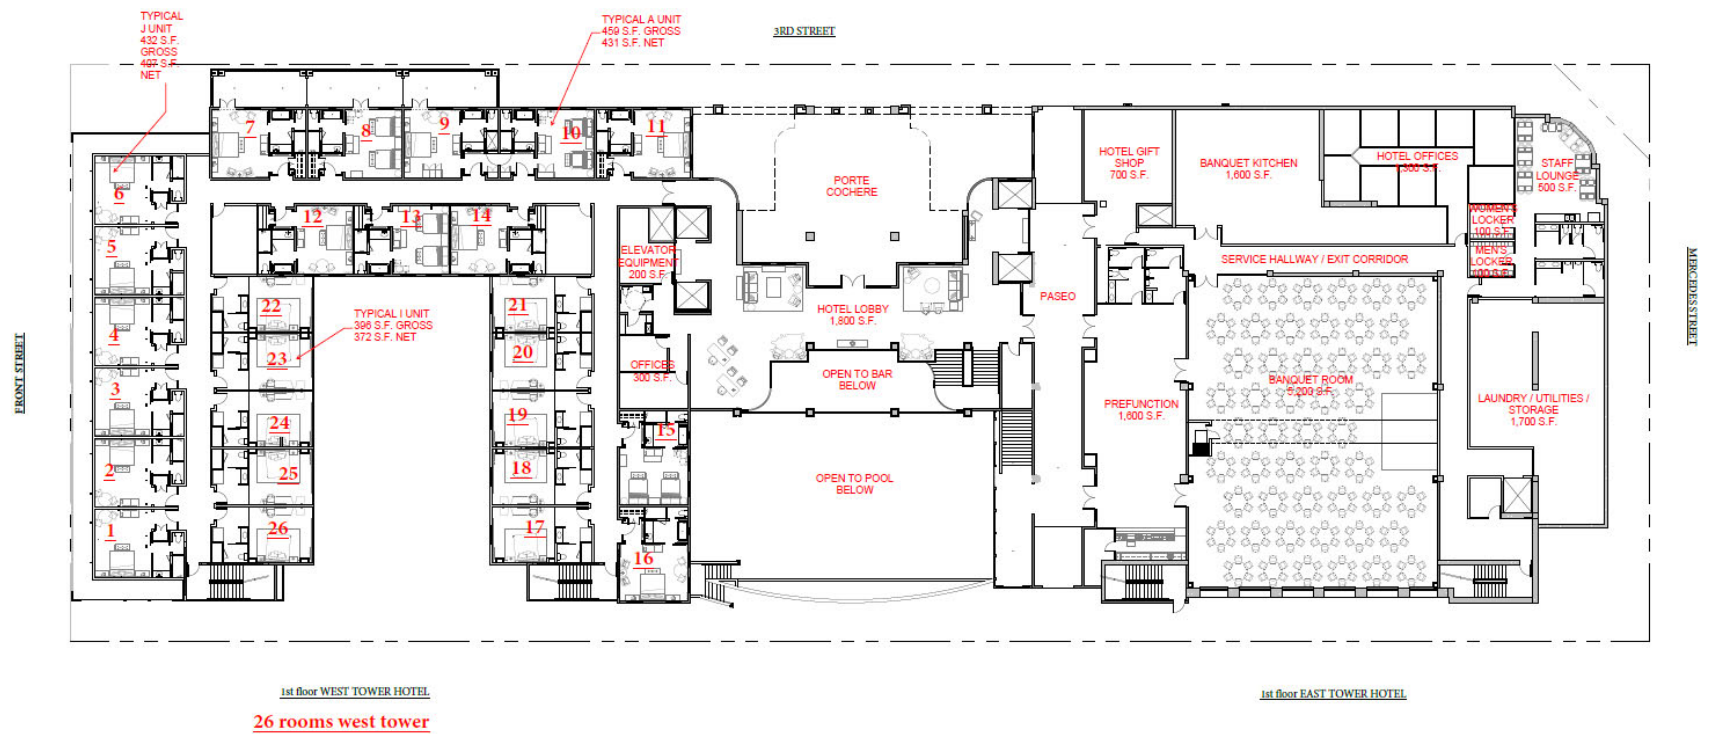 TYPICAL
J UNIT
432 S.F.
GROSS
407 S.F.
NET
TYPICAL A UNIT
459 S.F. GROSS
431 S.F. NET
3RD STREET
7
8
9
10
11
6
5
4
3
2
1
12
13
14
22
23
24
25
26
TYPICAL I UNIT
396 S.F. GROSS
372 S.F. NET
21
20
19
18
17
15
16
ELEVATOR
EQUIPMENT
200 S.F.
OFFICES
300 S.F.
PORTE
COCHERE
HOTEL LOBBY
1,800 S.F.
OPEN TO BAR
BELOW
OPEN TO POOL
BELOW
PASEO
HOTEL GIFT
SHOP
700 S.F.
BANQUET KITCHEN
1,600 S.F.
HOTEL OFFICES
1,300 S.F.
STAFF
LOUNGE
500 S.F.
WOMEN'S
LOCKER
100 S.F.
MEN'S
LOCKER
100 S.F.
SERVICE HALLWAY / EXIT CORRIDOR
PREFUNCTION
1,600 S.F.
BANQUET ROOM
5,200 S.F.
LAUNDRY / UTILITIES /
STORAGE
1,700 S.F.
FRONT STREET
MERCEDES STREET
1st floor WEST TOWER HOTEL
26 rooms west tower
1st floor EAST TOWER HOTEL